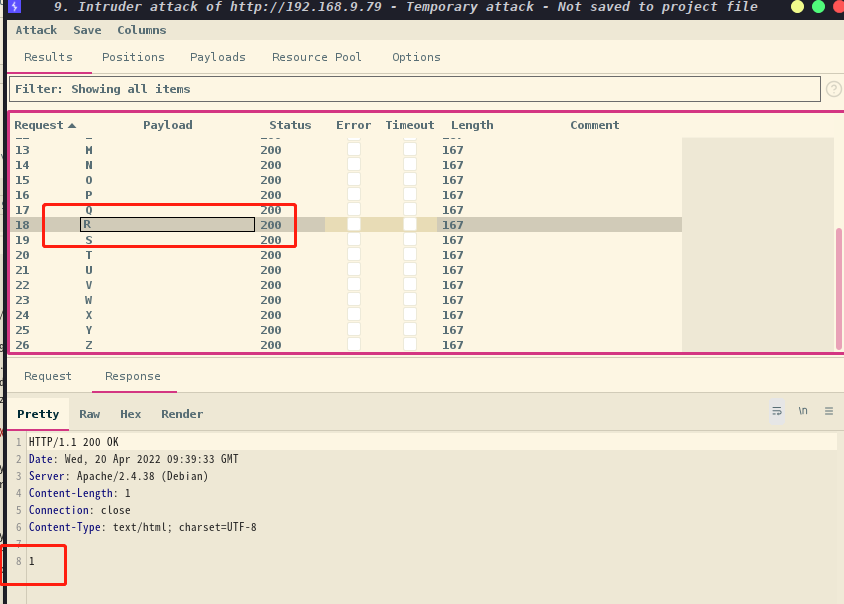 9. Intruder attack of http://192.168.9.79 - Temporary attack - Not saved to project file
Attack Save Columns
Results Positions Payloads Resource Pool Options
Filter: Showing all items
?
Request Payload Status Error Timeout Length Comment
13 M 200 167
14 N 200 167
15 O 200 167
16 P 200 167
17 Q 200 167
18 R 200 167
19 S 200 167
20 T 200 167
21 U 200 167
22 V 200 167
23 W 200 167
24 X 200 167
25 Y 200 167
26 Z 200 167
Request Response
Pretty Raw Hex Render \n
1 HTTP/1.1 200 OK
2 Date: Wed, 20 Apr 2022 09:39:33 GMT
3 Server: Apache/2.4.38 (Debian)
4 Content-Length: 1
5 Connection: close
6 Content-Type: text/html; charset=UTF-8
7
8 1